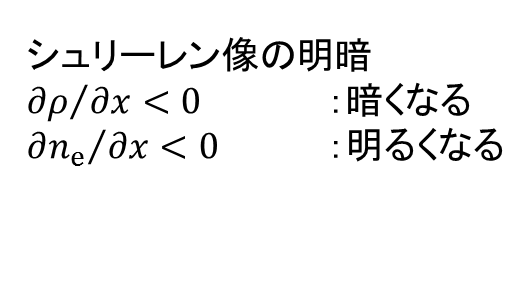 シュリーレン像の明暗
∂ρ/∂x < 0 :暗くなる
∂nₑ/∂x < 0 :明るくなる